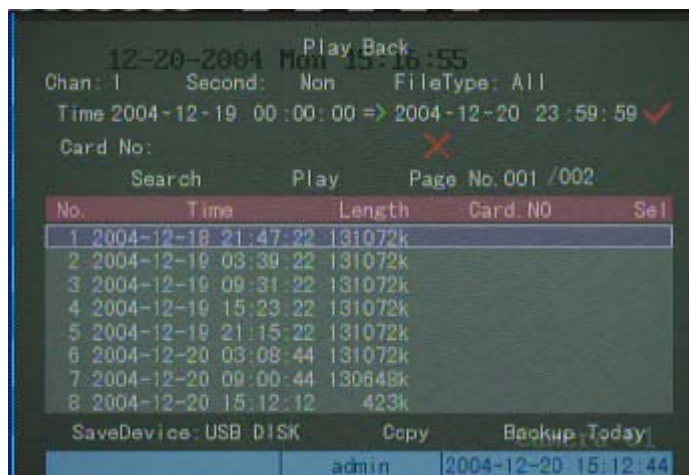 Play Back
12-20-2004 Mon 15:16:55
Chan: 1 Second: Non FileType: All
Time 2004-12-19 00:00:00 => 2004-12-20 23:59:59
Card No:
Search Play Page No. 001 /002
No. Time Length Card. NO Sel
1 2004-12-18 21:47:22 131072k
2 2004-12-19 03:39:22 131072k
3 2004-12-19 09:31:22 131072k
4 2004-12-19 15:23:22 131072k
5 2004-12-19 21:15:22 131072k
6 2004-12-20 03:08:44 131072k
7 2004-12-20 09:00:44 130648k
8 2004-12-20 15:12:12 423k
SaveDevice: USB DISK Copy Backup Today
admin 2004-12-20 15:12:44